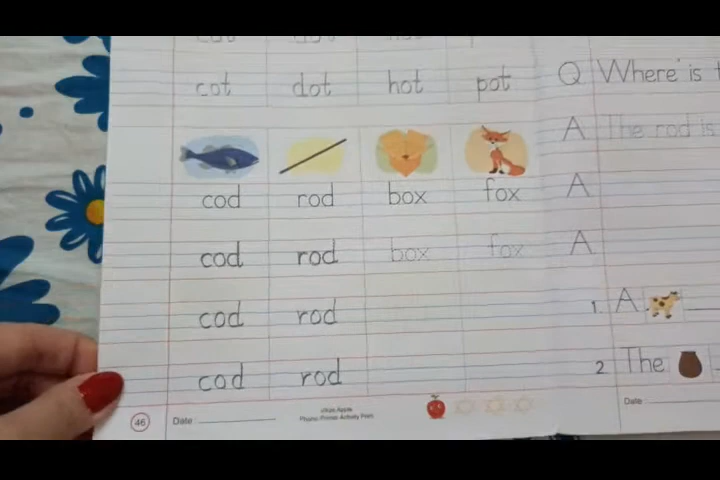 cot dot hot pot
cod rod box fox
cod rod box fox
cod rod
cod rod
46 Date
Q Where is
A The rod is
A
A
1. A
2 The
Date